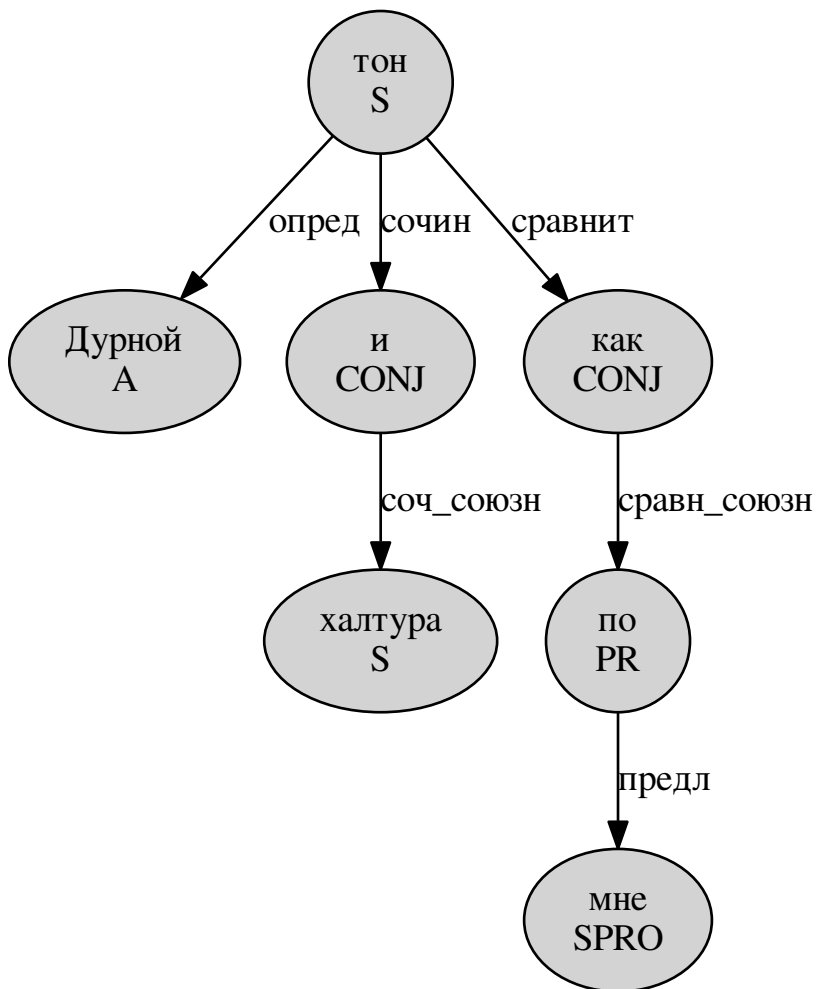 тон
S
опред
сочин
сравнит
Дурной
A
и
CONJ
как
CONJ
соч_союзн
сравн_союзн
халтура
S
по
PR
предл
мне
SPRO